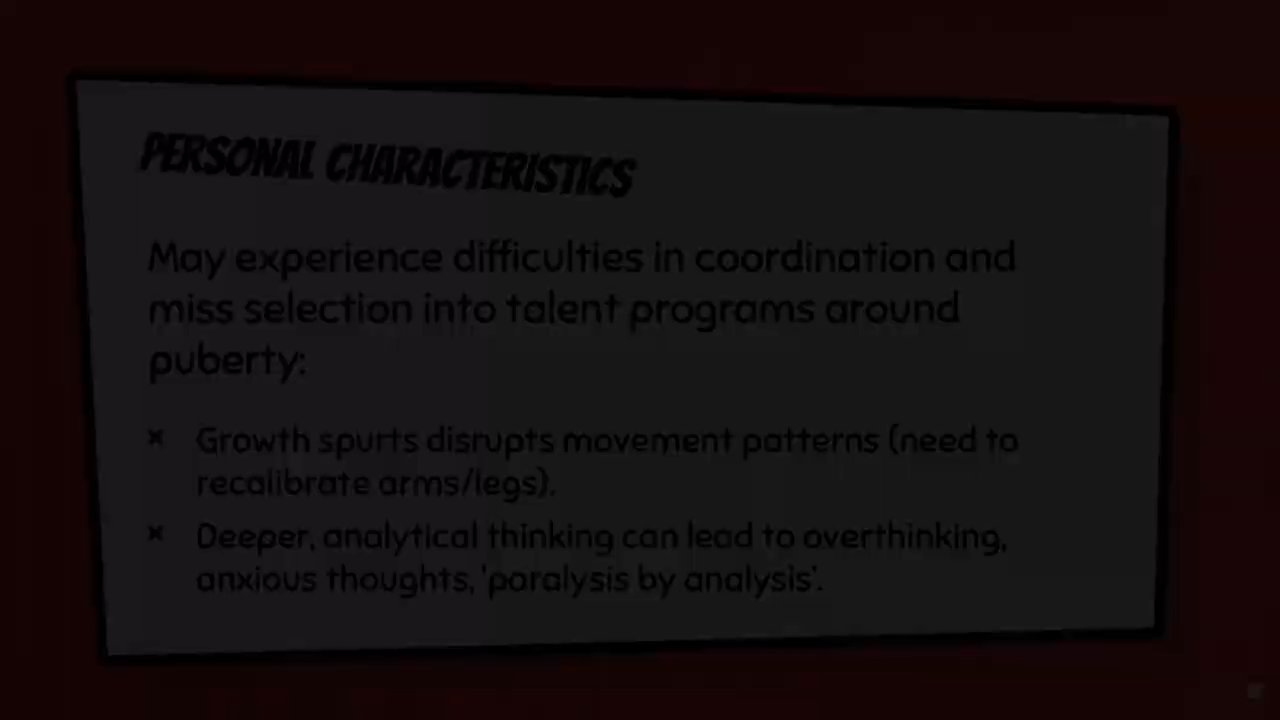 PERSONAL CHARACTERISTICS
May experience difficulties in coordination and
miss selection into talent programs around
puberty:
× Growth spurts disrupts movement patterns (need to
recalibrate arms/legs).
× Deeper, analytical thinking can lead to overthinking,
anxious thoughts, 'paralysis by analysis'.